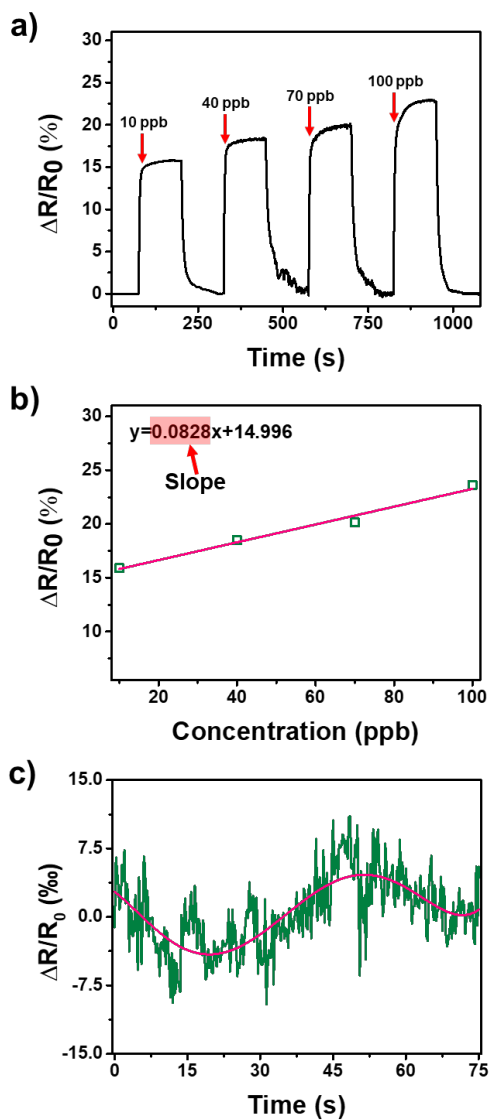 a)
ΔR/R0 (%)
30
25
20
15
10
5
0
10 ppb
40 ppb
70 ppb
100 ppb
0
250
500
750
1000
Time (s)
b)
ΔR/R0 (%)
30
25
20
15
10
y=0.0828x+14.996
Slope
20
40
60
80
100
Concentration (ppb)
c)
ΔR/R0 (‰)
15.0
7.5
0.0
-7.5
-15.0
0
15
30
45
60
75
Time (s)